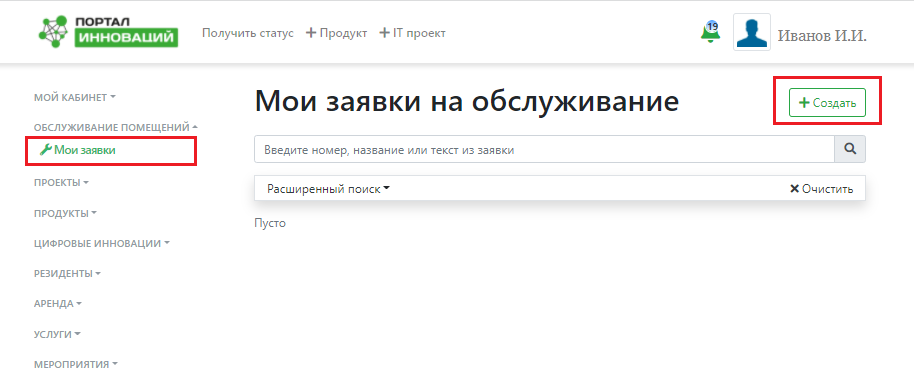 ПОРТАЛ
ИННОВАЦИЙ
Получить статус + Продукт + IT проект
19
Иванов И.И.
МОЙ КАБИНЕТ
ОБСЛУЖИВАНИЕ ПОМЕЩЕНИЙ
Мои заявки
ПРОЕКТЫ
ПРОДУКТЫ
ЦИФРОВЫЕ ИННОВАЦИИ
РЕЗИДЕНТЫ
АРЕНДА
УСЛУГИ
МЕРОПРИЯТИЯ
Мои заявки на обслуживание
+ Создать
Введите номер, название или текст из заявки
Расширенный поиск
× Очистить
Пусто